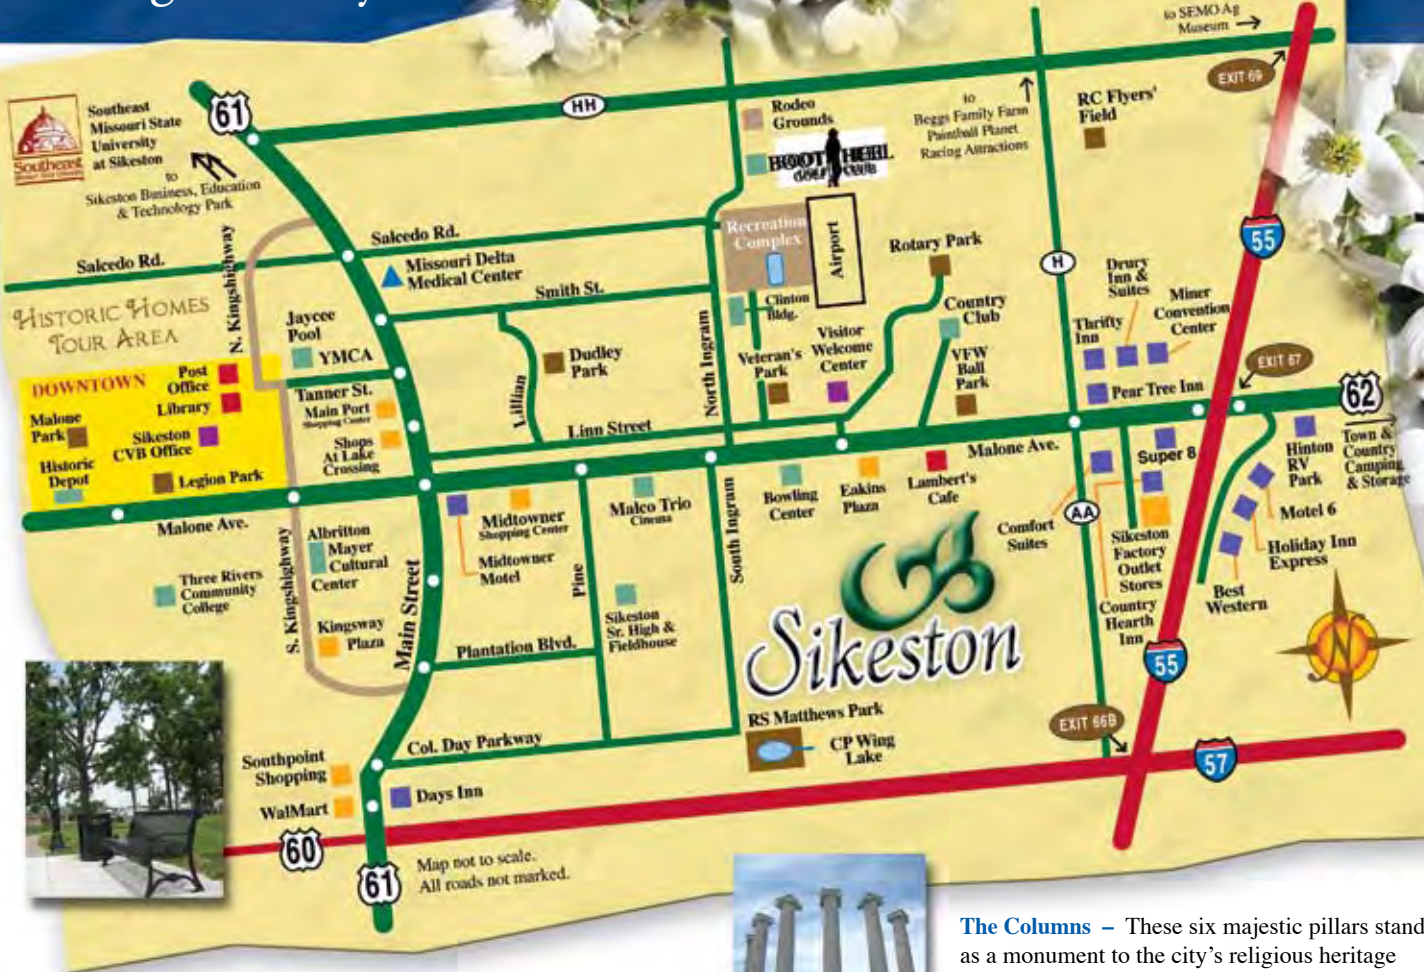 to SEMO Ag
Museum
EXIT 69
61
HH
Southeast
Missouri State
University
at Sikeston
Southeast
to
Sikeston Business, Education
& Technology Park
Rodeo
Grounds
BOOTHEEL
GOLF CLUB
to
Beggs Family Farm
Paintball Planet
Racing Attractions
RC Flyers'
Field
55
Salcedo Rd.
Salcedo Rd.
N. Kingshighway
Missouri Delta
Medical Center
Smith St.
Recreation
Complex
Airport
Rotary Park
H
Drury
Inn &
Suites
Miner
Convention
Center
Thrifty
Inn
Pear Tree Inn
EXIT 67
62
HISTORIC HOMES
TOUR AREA
Jaycee
Pool
YMCA
Tanner St.
Main Port
Shopping Center
Shops
At Lake
Crossing
Lillian
Dudley
Park
North Ingram
Clinton
Bldg.
Veteran's
Park
Visitor
Welcome
Center
Country
Club
VFW
Ball
Park
DOWNTOWN
Post
Office
Library
Malone
Park
Sikeston
CVB Office
Historic
Depot
Legion Park
Linn Street
Malone Ave.
Malone Ave.
Super 8
Hinton
RV
Park
Town &
Country
Camping
& Storage
Motel 6
Holiday Inn
Express
Best
Western
Three Rivers
Community
College
S. Kingshighway
Albritton
Mayer
Cultural
Center
Kingsway
Plaza
Main Street
Midtowner
Shopping Center
Midtowner
Motel
Pine
Malco Trio
Cinema
Sikeston
Sr. High &
Fieldhouse
South Ingram
Bowling
Center
Eakins
Plaza
Lambert's
Cafe
Comfort
Suites
AA
Sikeston
Factory
Outlet
Stores
Country
Hearth
Inn
55
N
Plantation Blvd.
Sikeston
RS Matthews Park
CP Wing
Lake
EXIT 66B
57
Col. Day Parkway
Southpoint
Shopping
WalMart
Days Inn
60
61
Map not to scale.
All roads not marked.
The Columns – These six majestic pillars stand
as a monument to the city's religious heritage